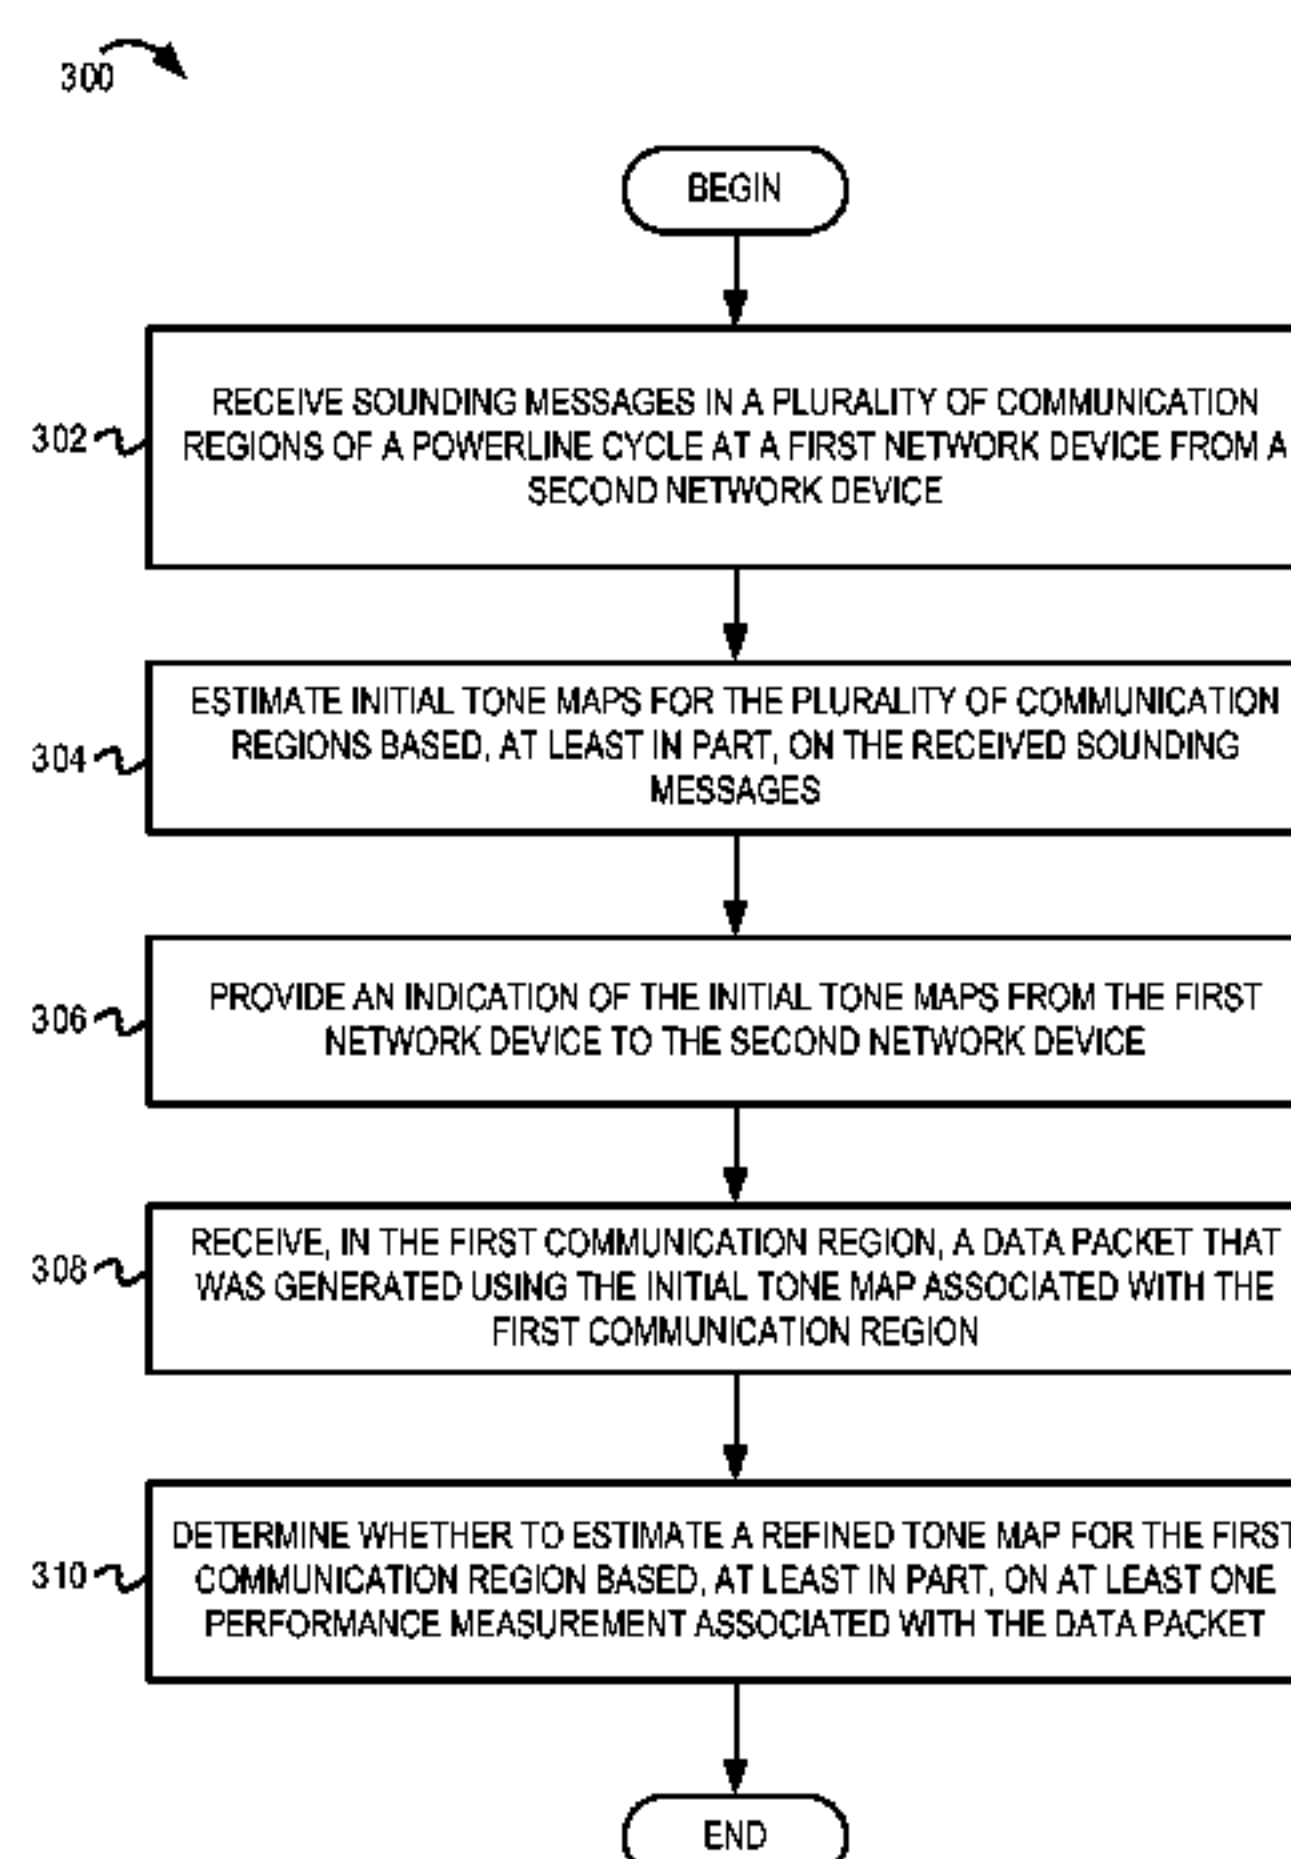 300
BEGIN
302
RECEIVE SOUNDING MESSAGES IN A PLURALITY OF COMMUNICATION
REGIONS OF A POWERLINE CYCLE AT A FIRST NETWORK DEVICE FROM A
SECOND NETWORK DEVICE
304
ESTIMATE INITIAL TONE MAPS FOR THE PLURALITY OF COMMUNICATION
REGIONS BASED, AT LEAST IN PART, ON THE RECEIVED SOUNDING
MESSAGES
306
PROVIDE AN INDICATION OF THE INITIAL TONE MAPS FROM THE FIRST
NETWORK DEVICE TO THE SECOND NETWORK DEVICE
308
RECEIVE, IN THE FIRST COMMUNICATION REGION, A DATA PACKET THAT
WAS GENERATED USING THE INITIAL TONE MAP ASSOCIATED WITH THE
FIRST COMMUNICATION REGION
310
DETERMINE WHETHER TO ESTIMATE A REFINED TONE MAP FOR THE FIRST
COMMUNICATION REGION BASED, AT LEAST IN PART, ON AT LEAST ONE
PERFORMANCE MEASUREMENT ASSOCIATED WITH THE DATA PACKET
END